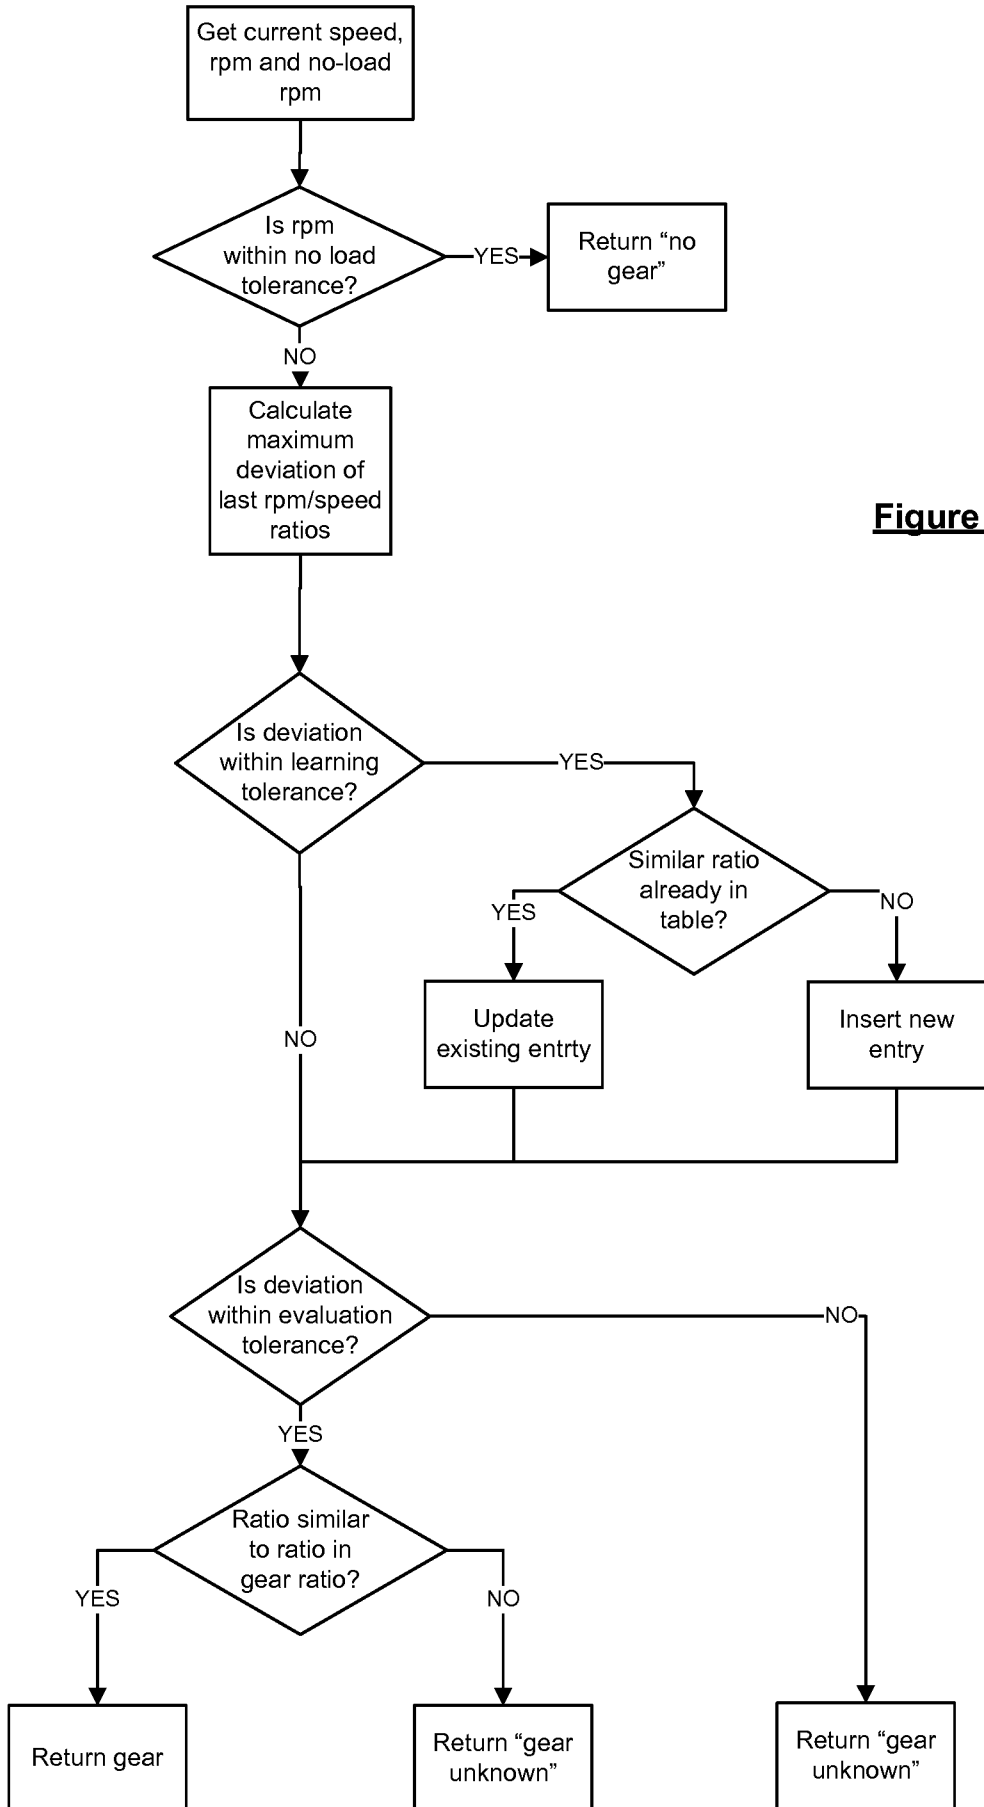 Get current speed,
rpm and no-load
rpm
Is rpm
within no load
tolerance?
YES
Return “no
gear”
NO
Calculate
maximum
deviation of
last rpm/speed
ratios
Figure
Is deviation
within learning
tolerance?
YES
Similar ratio
already in
table?
YES
NO
Update
existing entrty
Insert new
entry
NO
Is deviation
within evaluation
tolerance?
NO
YES
Ratio similar
to ratio in
gear ratio?
YES
NO
Return gear
Return “gear
unknown”
Return “gear
unknown”